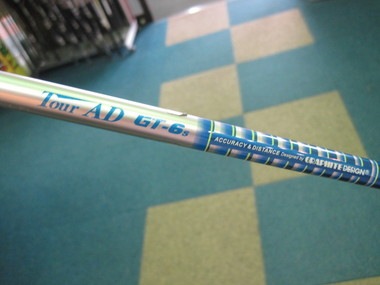 Tour AD GT-6s
ACCURACY & DISTANCE Designed by GRAPHITE DESIGN®